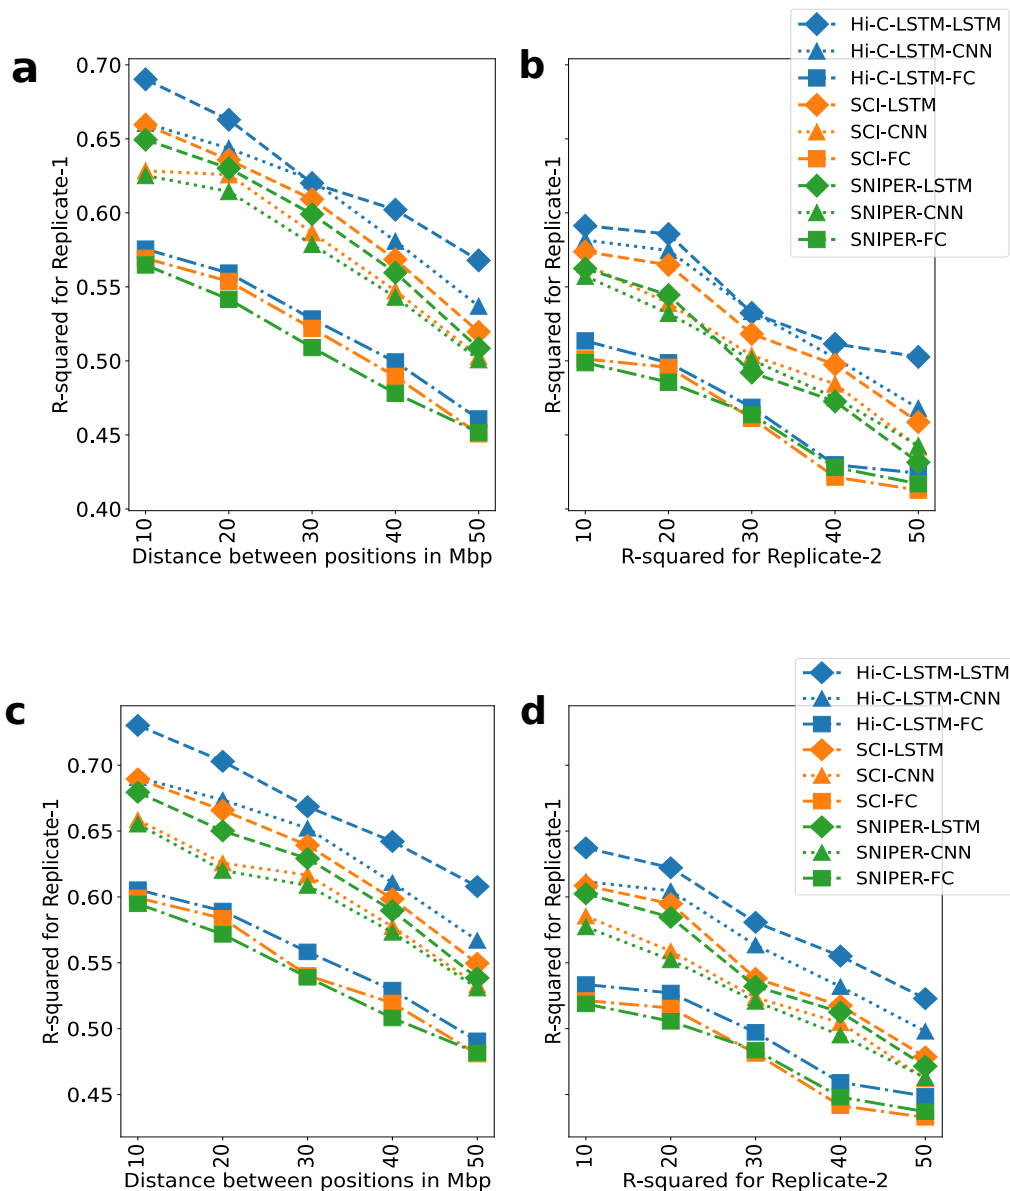 a
R-squared for Replicate-1
0.70
0.65
0.60
0.55
0.50
0.45
0.40
10 20 30 40 50
Distance between positions in Mbp
b
R-squared for Replicate-1
10 20 30 40 50
R-squared for Replicate-2
Hi-C-LSTM-LSTM
Hi-C-LSTM-CNN
Hi-C-LSTM-FC
SCI-LSTM
SCI-CNN
SCI-FC
SNIPER-LSTM
SNIPER-CNN
SNIPER-FC
c
R-squared for Replicate-1
0.70
0.65
0.60
0.55
0.50
0.45
10 20 30 40 50
Distance between positions in Mbp
d
R-squared for Replicate-1
10 20 30 40 50
R-squared for Replicate-2
Hi-C-LSTM-LSTM
Hi-C-LSTM-CNN
Hi-C-LSTM-FC
SCI-LSTM
SCI-CNN
SCI-FC
SNIPER-LSTM
SNIPER-CNN
SNIPER-FC